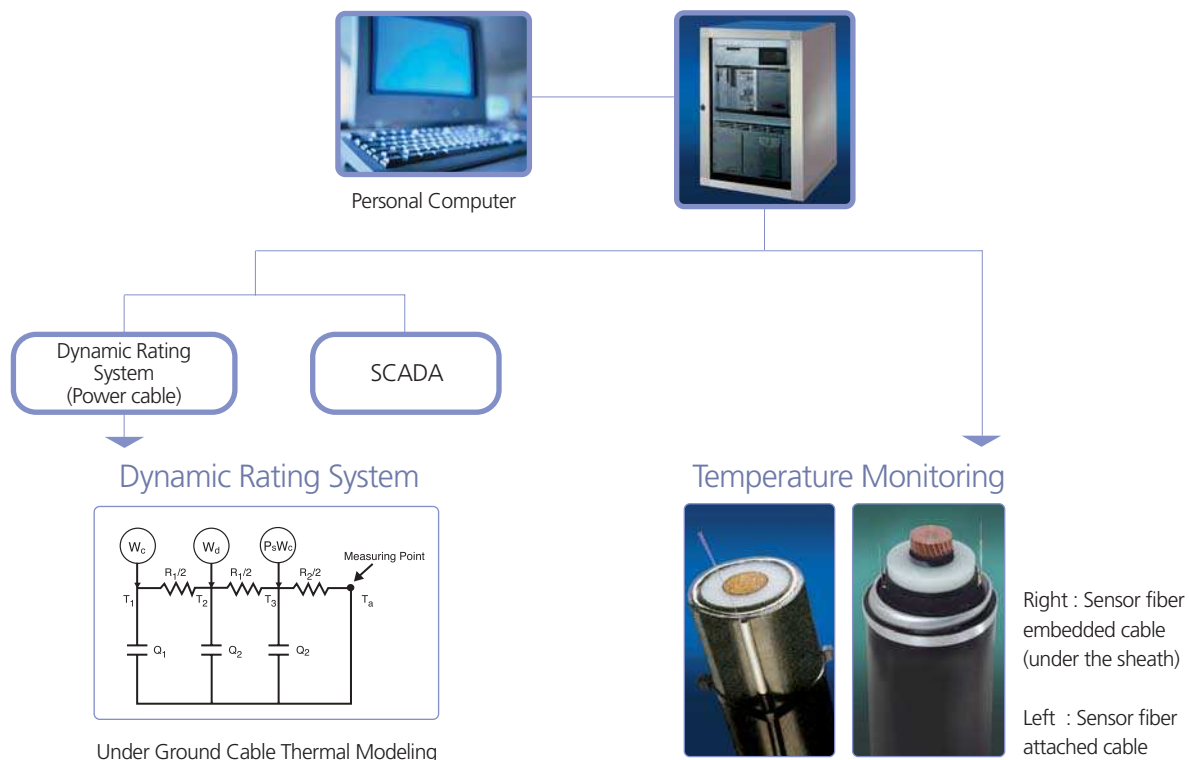 Personal Computer
Dynamic Rating
System
(Power cable)
SCADA
Dynamic Rating System
Temperature Monitoring
Wc
Wd
PsWc
Measuring Point
R1/2
R1/2
R2/2
T1
T2
T3
Ta
Q1
Q2
Q2
Under Ground Cable Thermal Modeling
Right : Sensor fiber
embedded cable
(under the sheath)
Left : Sensor fiber
attached cable